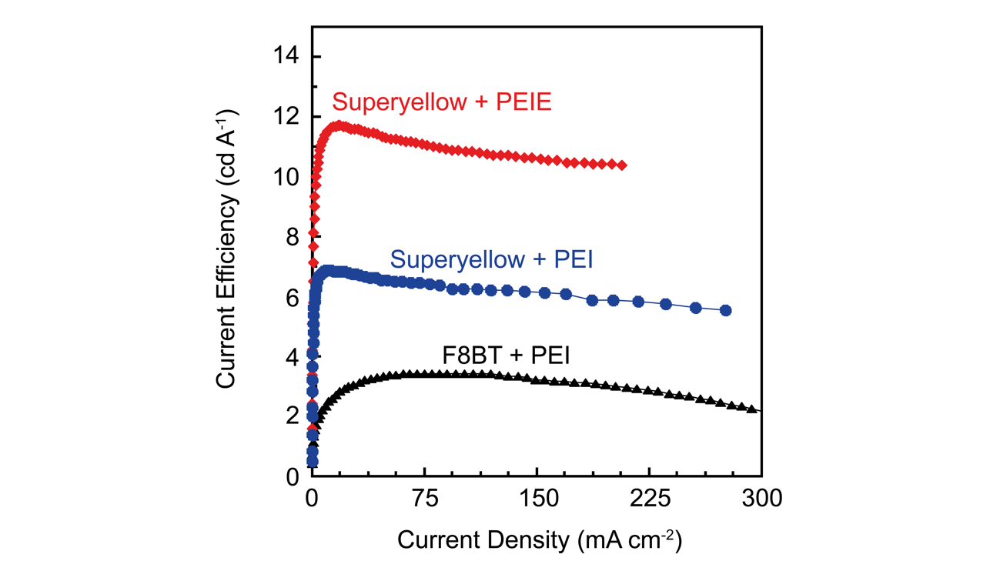 14
Superyellow + PEIE
12
10
8
Superyellow + PEI
6
F8BT + PEI
4
2
0
Current Efficiency (cd A⁻¹)
0 75 150 225 300
Current Density (mA cm⁻²)